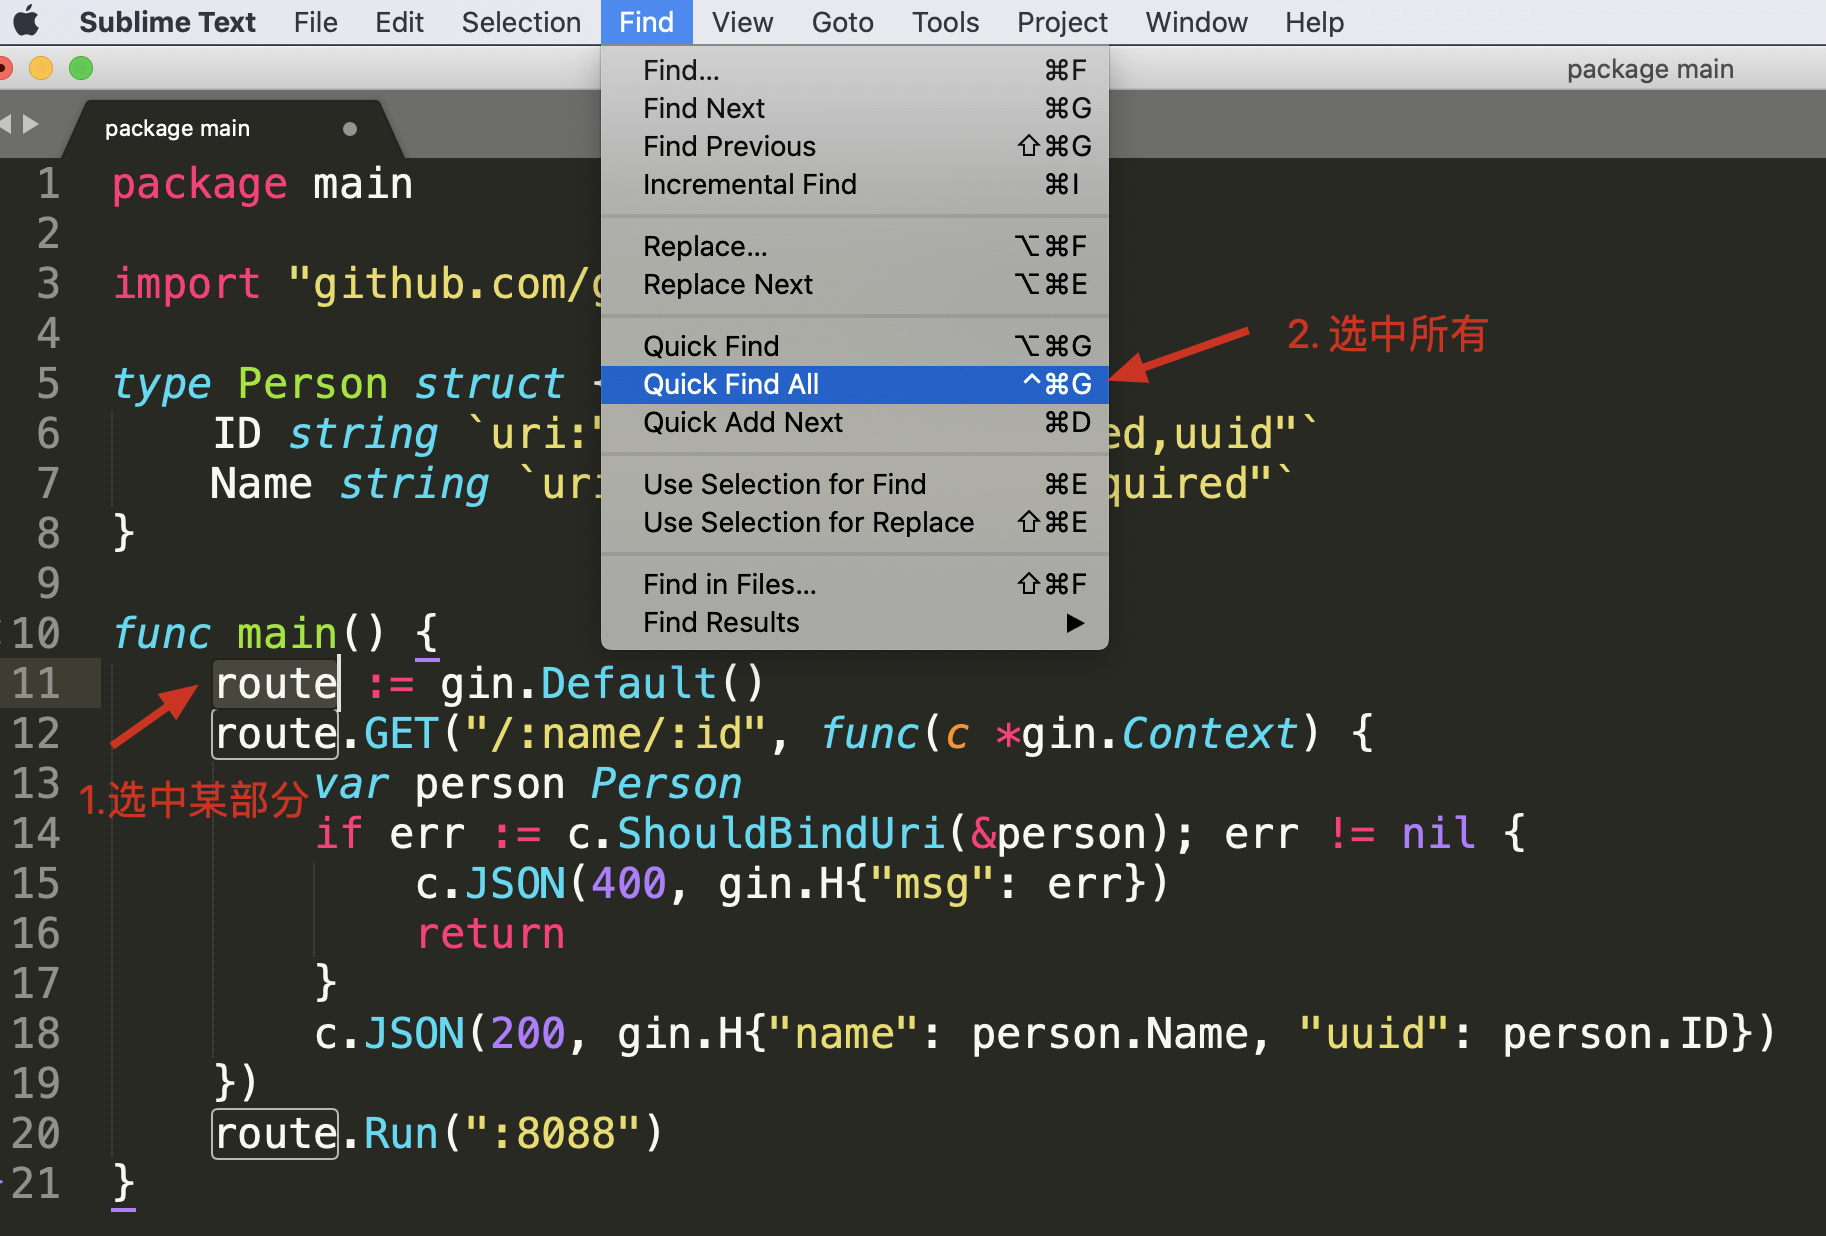 Sublime Text File Edit Selection Find View Goto Tools Project Window Help
package main
package main
Find... ⌘F
Find Next ⌘G
Find Previous ⇧⌘G
Incremental Find ⌘I
Replace... ⌥⌘F
Replace Next ⌥⌘E
Quick Find ⌥⌘G
Quick Find All ^⌘G
Quick Add Next ⌘D
Use Selection for Find ⌘E
Use Selection for Replace ⇧⌘E
Find in Files... ⇧⌘F
Find Results ▶
2. 选中所有
1 package main
2
3 import "github.com/
4
5 type Person struct
6 ID string `uri:" ed,uuid"`
7 Name string `uri quired"`
8 }
9
10 func main() {
11 route := gin.Default()
12 route.GET("/:name/:id", func(c *gin.Context) {
1.选中某部分
13 var person Person
14 if err := c.ShouldBindUri(&person); err != nil {
15 c.JSON(400, gin.H{"msg": err})
16 return
17 }
18 c.JSON(200, gin.H{"name": person.Name, "uuid": person.ID})
19 })
20 route.Run(":8088")
21 }